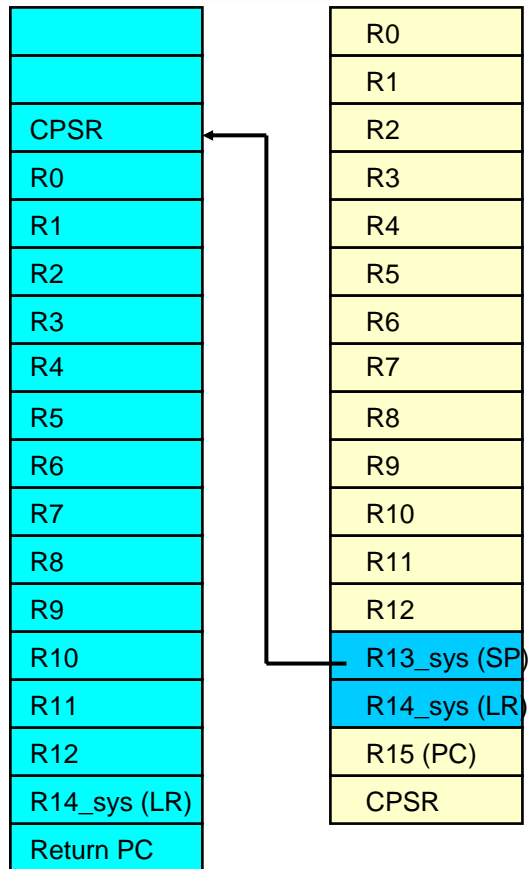 CPSR
R0
R1
R2
R3
R4
R5
R6
R7
R8
R9
R10
R11
R12
R14_sys (LR)
Return PC
R0
R1
R2
R3
R4
R5
R6
R7
R8
R9
R10
R11
R12
R13_sys (SP)
R14_sys (LR)
R15 (PC)
CPSR